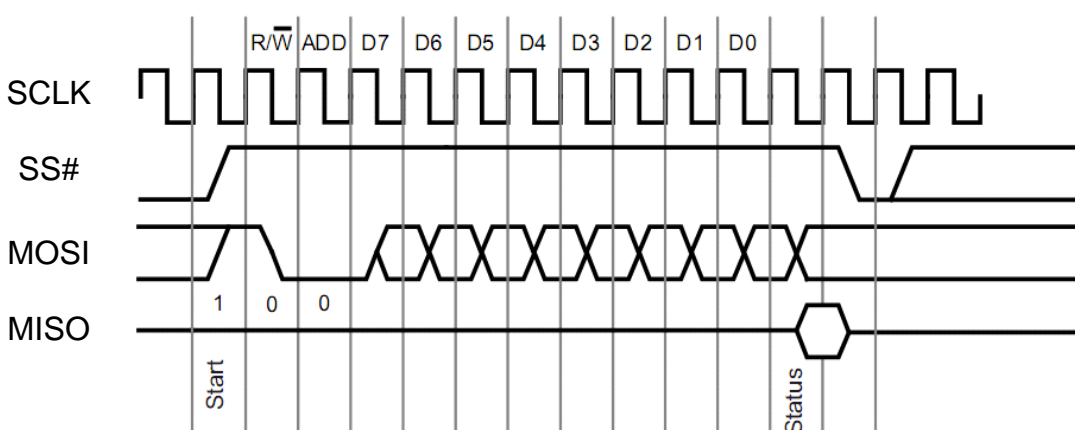 R/W̅ ADD D7 D6 D5 D4 D3 D2 D1 D0
SCLK
SS#
MOSI
1 0 0
MISO
Start
Status